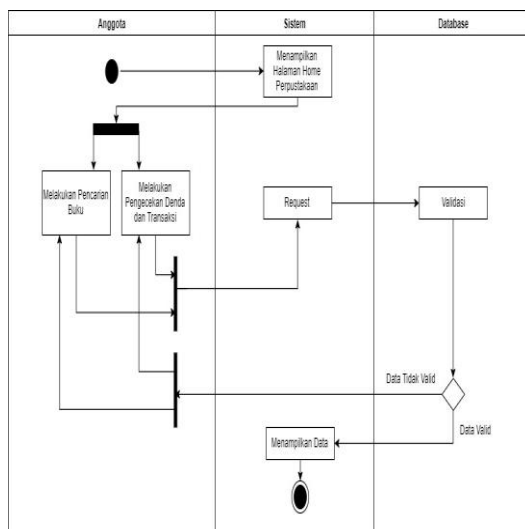 Anggota
Sistem
Database
Menampilkan
Halaman Home
Perpustakaan
Melakukan Pencarian
Buku
Melakukan
Pengecekan Denda
dan Transaksi
Request
Validasi
Data Tidak Valid
Data Valid
Menampilkan Data